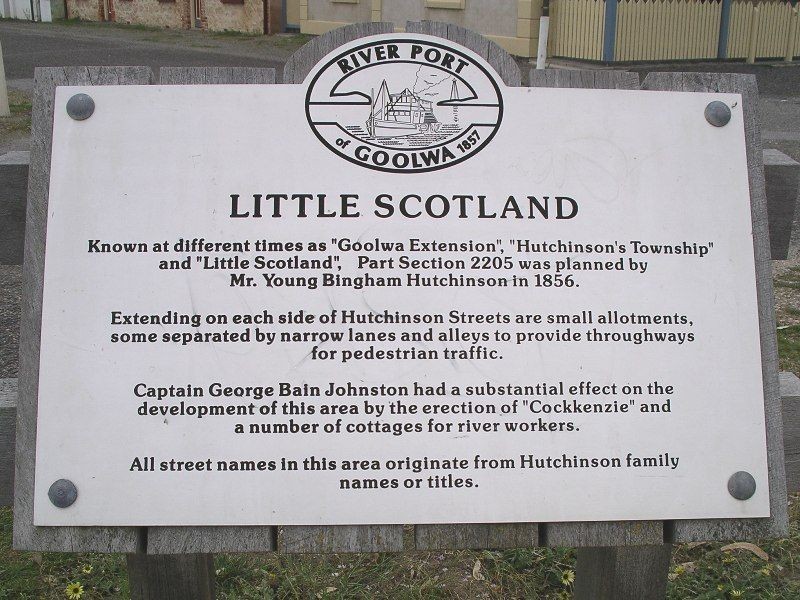 RIVER PORT
of GOOLWA 1857
LITTLE SCOTLAND
Known at different times as "Goolwa Extension", "Hutchinson's Township"
and "Little Scotland", Part Section 2205 was planned by
Mr. Young Bingham Hutchinson in 1856.
Extending on each side of Hutchinson Streets are small allotments,
some separated by narrow lanes and alleys to provide throughways
for pedestrian traffic.
Captain George Bain Johnston had a substantial effect on the
development of this area by the erection of "Cockkenzie" and
a number of cottages for river workers.
All street names in this area originate from Hutchinson family
names or titles.